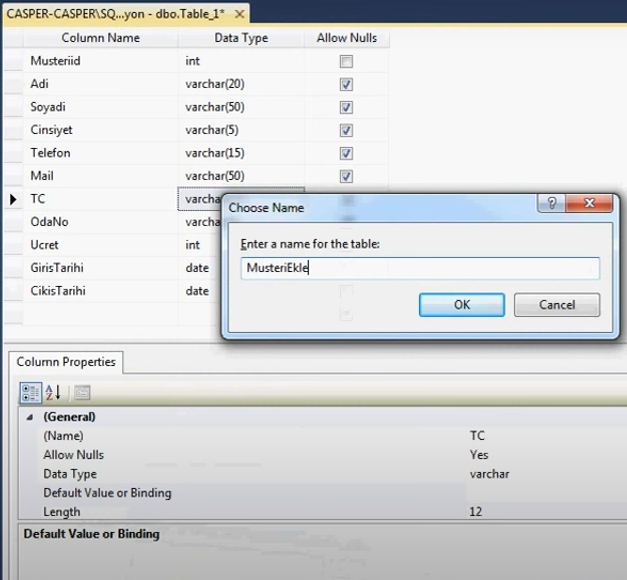 CASPER-CASPER\SQ...yon - dbo.Table_1*
Column Name Data Type Allow Nulls
Musteriid int
Adi varchar(20)
Soyadi varchar(50)
Cinsiyet varchar(5)
Telefon varchar(15)
Mail varchar(50)
TC varcha
OdaNo varcha
Ucret int
GirisTarihi date
CikisTarihi date
Choose Name
Enter a name for the table:
MusteriEkle
OK Cancel
Column Properties
(General)
(Name) TC
Allow Nulls Yes
Data Type varchar
Default Value or Binding
Length 12
Default Value or Binding